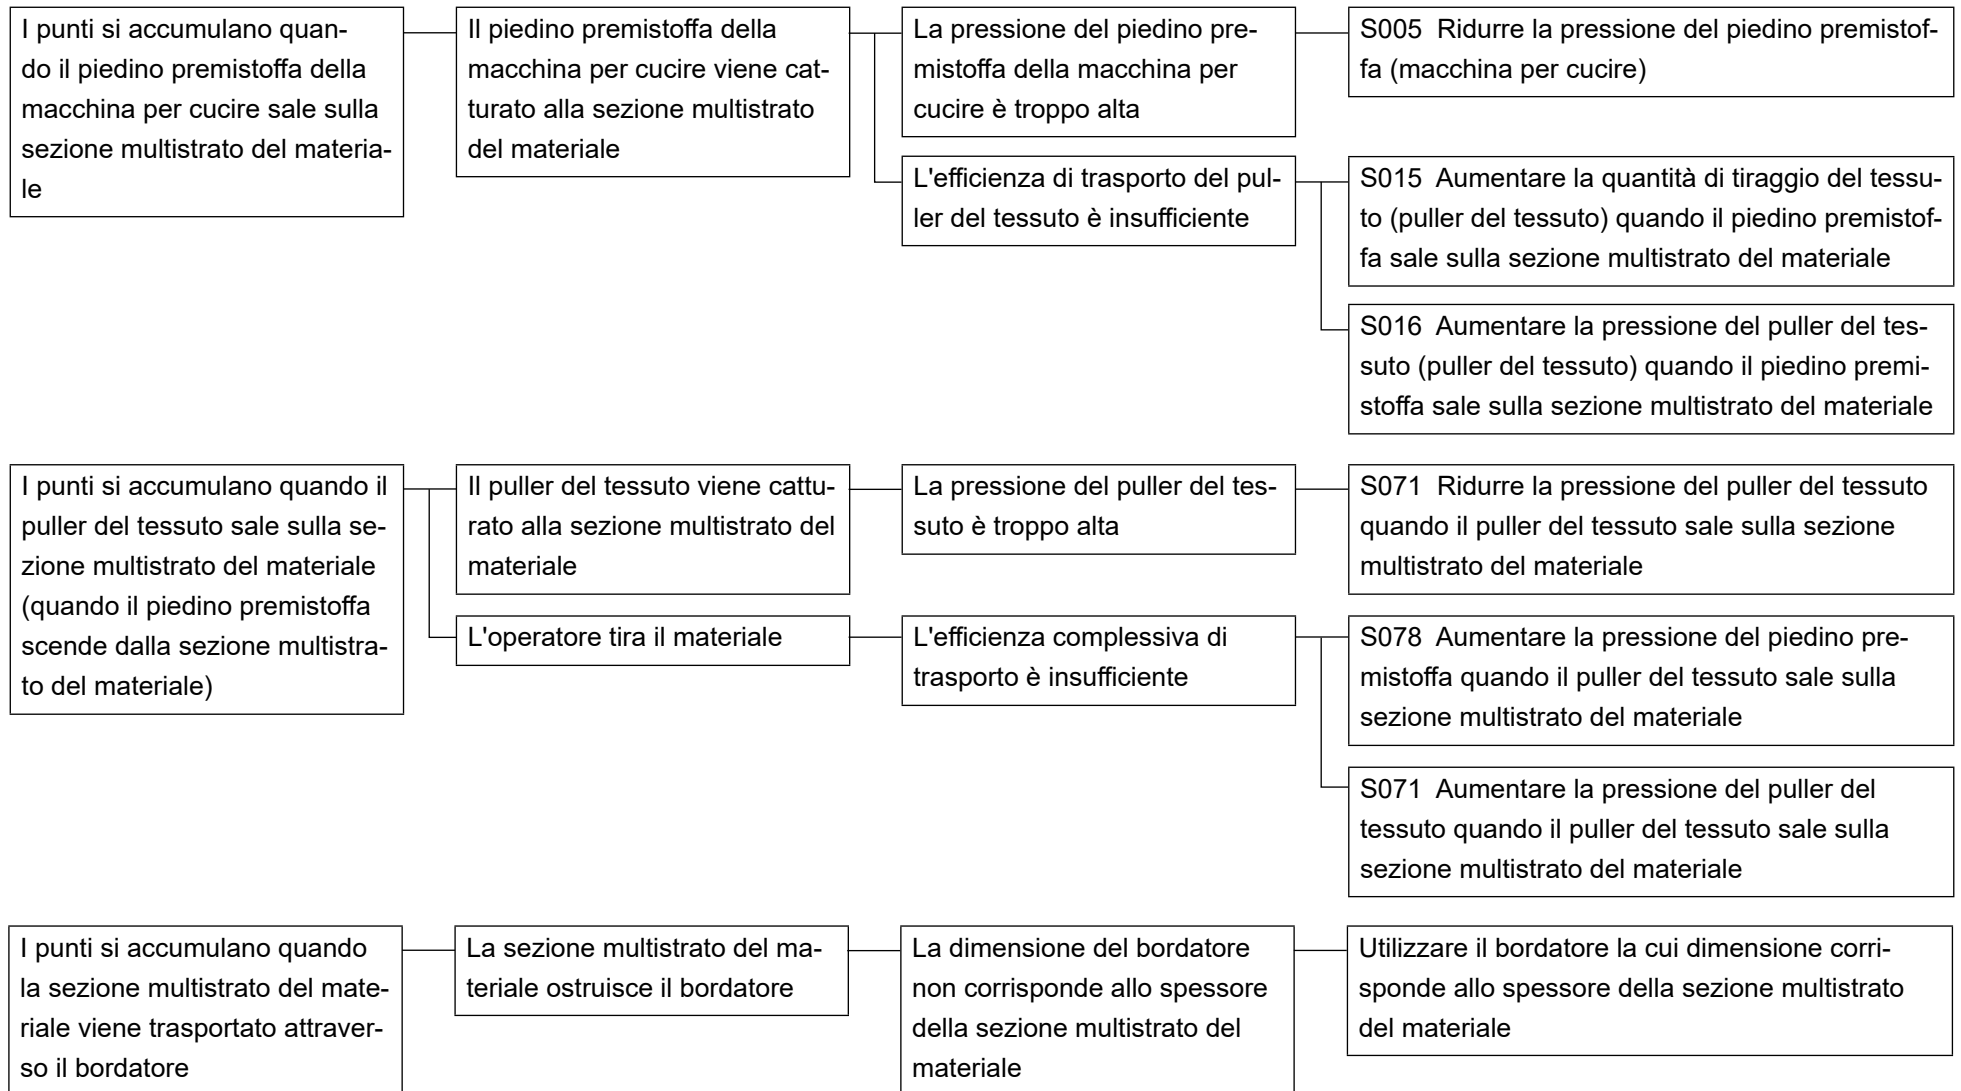 I punti si accumulano quan-
do il piedino premistoffa della
macchina per cucire sale sulla
sezione multistrato del materia-
le
Il piedino premistoffa della
macchina per cucire viene cat-
turato alla sezione multistrato
del materiale
La pressione del piedino pre-
mistoffa della macchina per
cucire è troppo alta
S005 Ridurre la pressione del piedino premistof-
fa (macchina per cucire)
L'efficienza di trasporto del pul-
ler del tessuto è insufficiente
S015 Aumentare la quantità di tiraggio del tessu-
to (puller del tessuto) quando il piedino premistof-
fa sale sulla sezione multistrato del materiale
S016 Aumentare la pressione del puller del tes-
suto (puller del tessuto) quando il piedino premi-
stoffa sale sulla sezione multistrato del materiale
I punti si accumulano quando il
puller del tessuto sale sulla se-
zione multistrato del materiale
(quando il piedino premistoffa
scende dalla sezione multistra-
to del materiale)
Il puller del tessuto viene cattu-
rato alla sezione multistrato del
materiale
La pressione del puller del tes-
suto è troppo alta
S071 Ridurre la pressione del puller del tessuto
quando il puller del tessuto sale sulla sezione
multistrato del materiale
L'operatore tira il materiale
L'efficienza complessiva di
trasporto è insufficiente
S078 Aumentare la pressione del piedino pre-
mistoffa quando il puller del tessuto sale sulla
sezione multistrato del materiale
S071 Aumentare la pressione del puller del
tessuto quando il puller del tessuto sale sulla
sezione multistrato del materiale
I punti si accumulano quando
la sezione multistrato del mate-
riale viene trasportato attraver-
so il bordatore
La sezione multistrato del ma-
teriale ostruisce il bordatore
La dimensione del bordatore
non corrisponde allo spessore
della sezione multistrato del
materiale
Utilizzare il bordatore la cui dimensione corri-
sponde allo spessore della sezione multistrato
del materiale